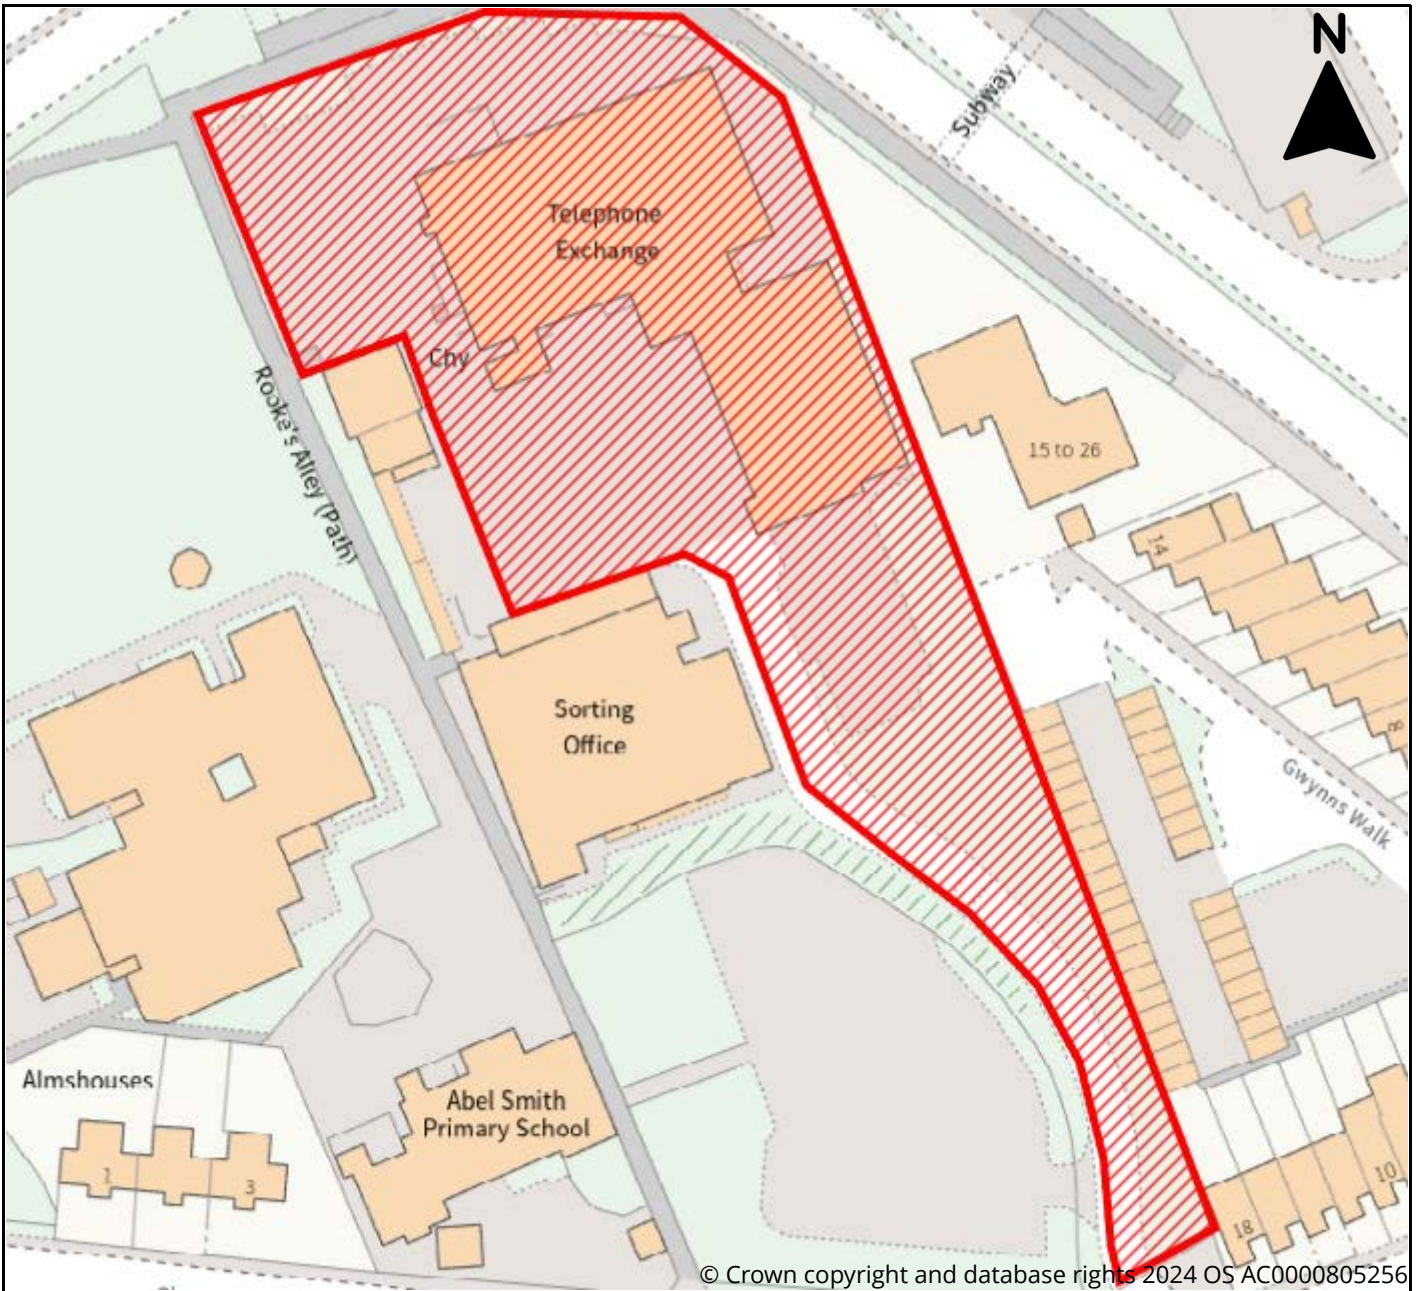 N
Subway
Telephone
Exchange
Chy
Rooke's Alley (Path)
15 to 26
14
8
Sorting
Office
Gwynns Walk
Almshouses
Abel Smith
Primary School
1
3
10
18
© Crown copyright and database rights 2024 OS AC0000805256